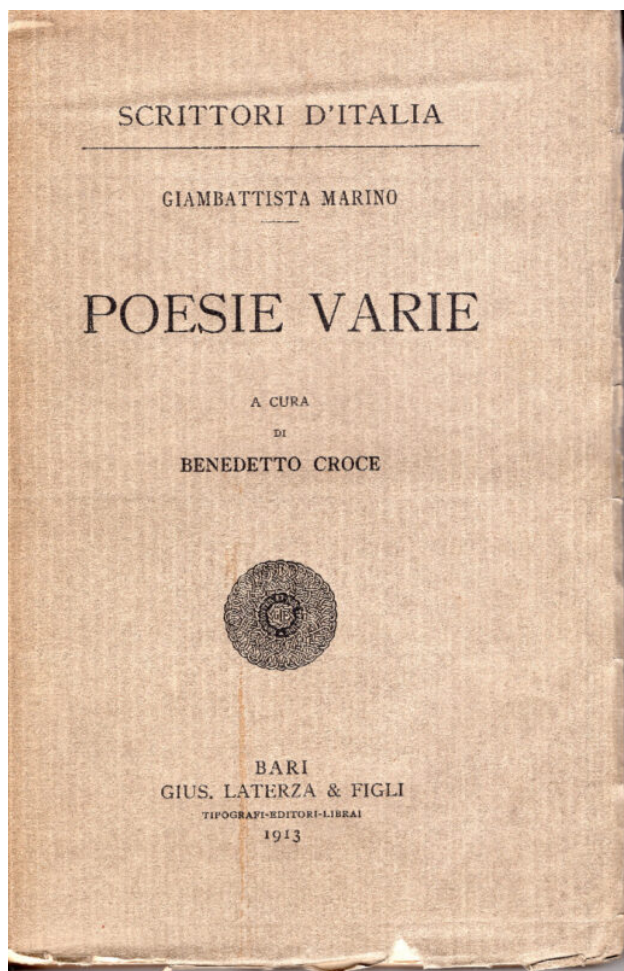 SCRITTORI D'ITALIA
GIAMBATTISTA MARINO
POESIE VARIE
A CURA
DI
BENEDETTO CROCE
BARI
GIUS. LATERZA & FIGLI
TIPOGRAFI-EDITORI-LIBRAI
1913